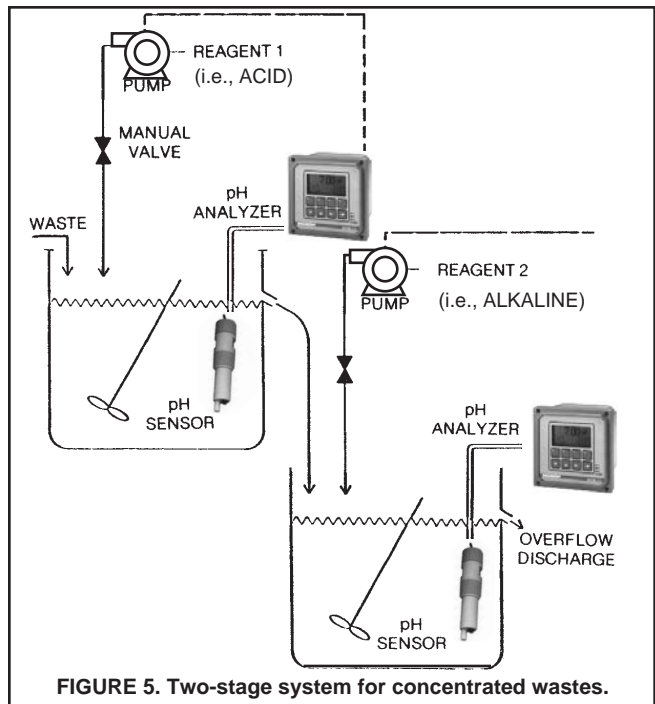 REAGENT 1
(i.e., ACID)
PUMP
MANUAL
VALVE
pH
ANALYZER
WASTE
REAGENT 2
(i.e., ALKALINE)
PUMP
pH
SENSOR
pH
ANALYZER
OVERFLOW
DISCHARGE
pH
SENSOR
FIGURE 5. Two-stage system for concentrated wastes.